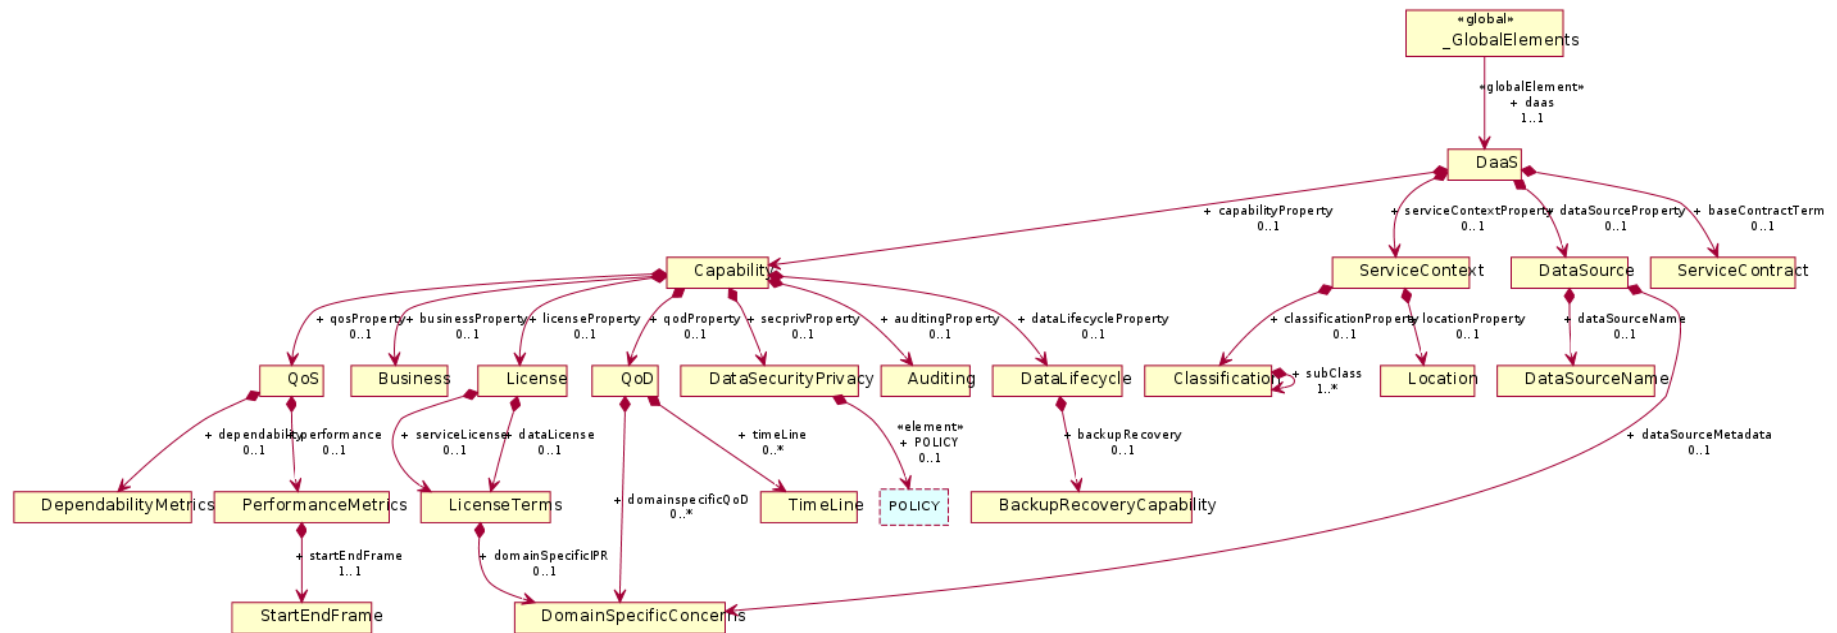 «global»
_GlobalElements
«globalElement»
+ daas
1..1
DaaS
+ capabilityProperty
0..1
+ serviceContextProperty
0..1
+ dataSourceProperty
0..1
+ baseContractTerm
0..1
Capability
ServiceContext
DataSource
ServiceContract
+ qosProperty
0..1
+ businessProperty
0..1
+ licenseProperty
0..1
+ qodProperty
0..1
+ secprivProperty
0..1
+ auditingProperty
0..1
+ dataLifecycleProperty
0..1
+ classificationProperty
0..1
+ locationProperty
0..1
+ dataSourceName
0..1
QoS
Business
License
QoD
DataSecurityPrivacy
Auditing
DataLifecycle
Classification
+ subClass
1..*
Location
DataSourceName
+ dependability
0..1
+ performance
0..1
+ serviceLicense
0..1
+ dataLicense
0..1
+ timeLine
0..*
«element»
+ POLICY
0..1
+ backupRecovery
0..1
+ dataSourceMetadata
0..1
DependabilityMetrics
PerformanceMetrics
LicenseTerms
+ domainspecificQoD
0..*
TimeLine
POLICY
BackupRecoveryCapability
+ startEndFrame
1..1
+ domainSpecificIPR
0..1
StartEndFrame
DomainSpecificConcerns